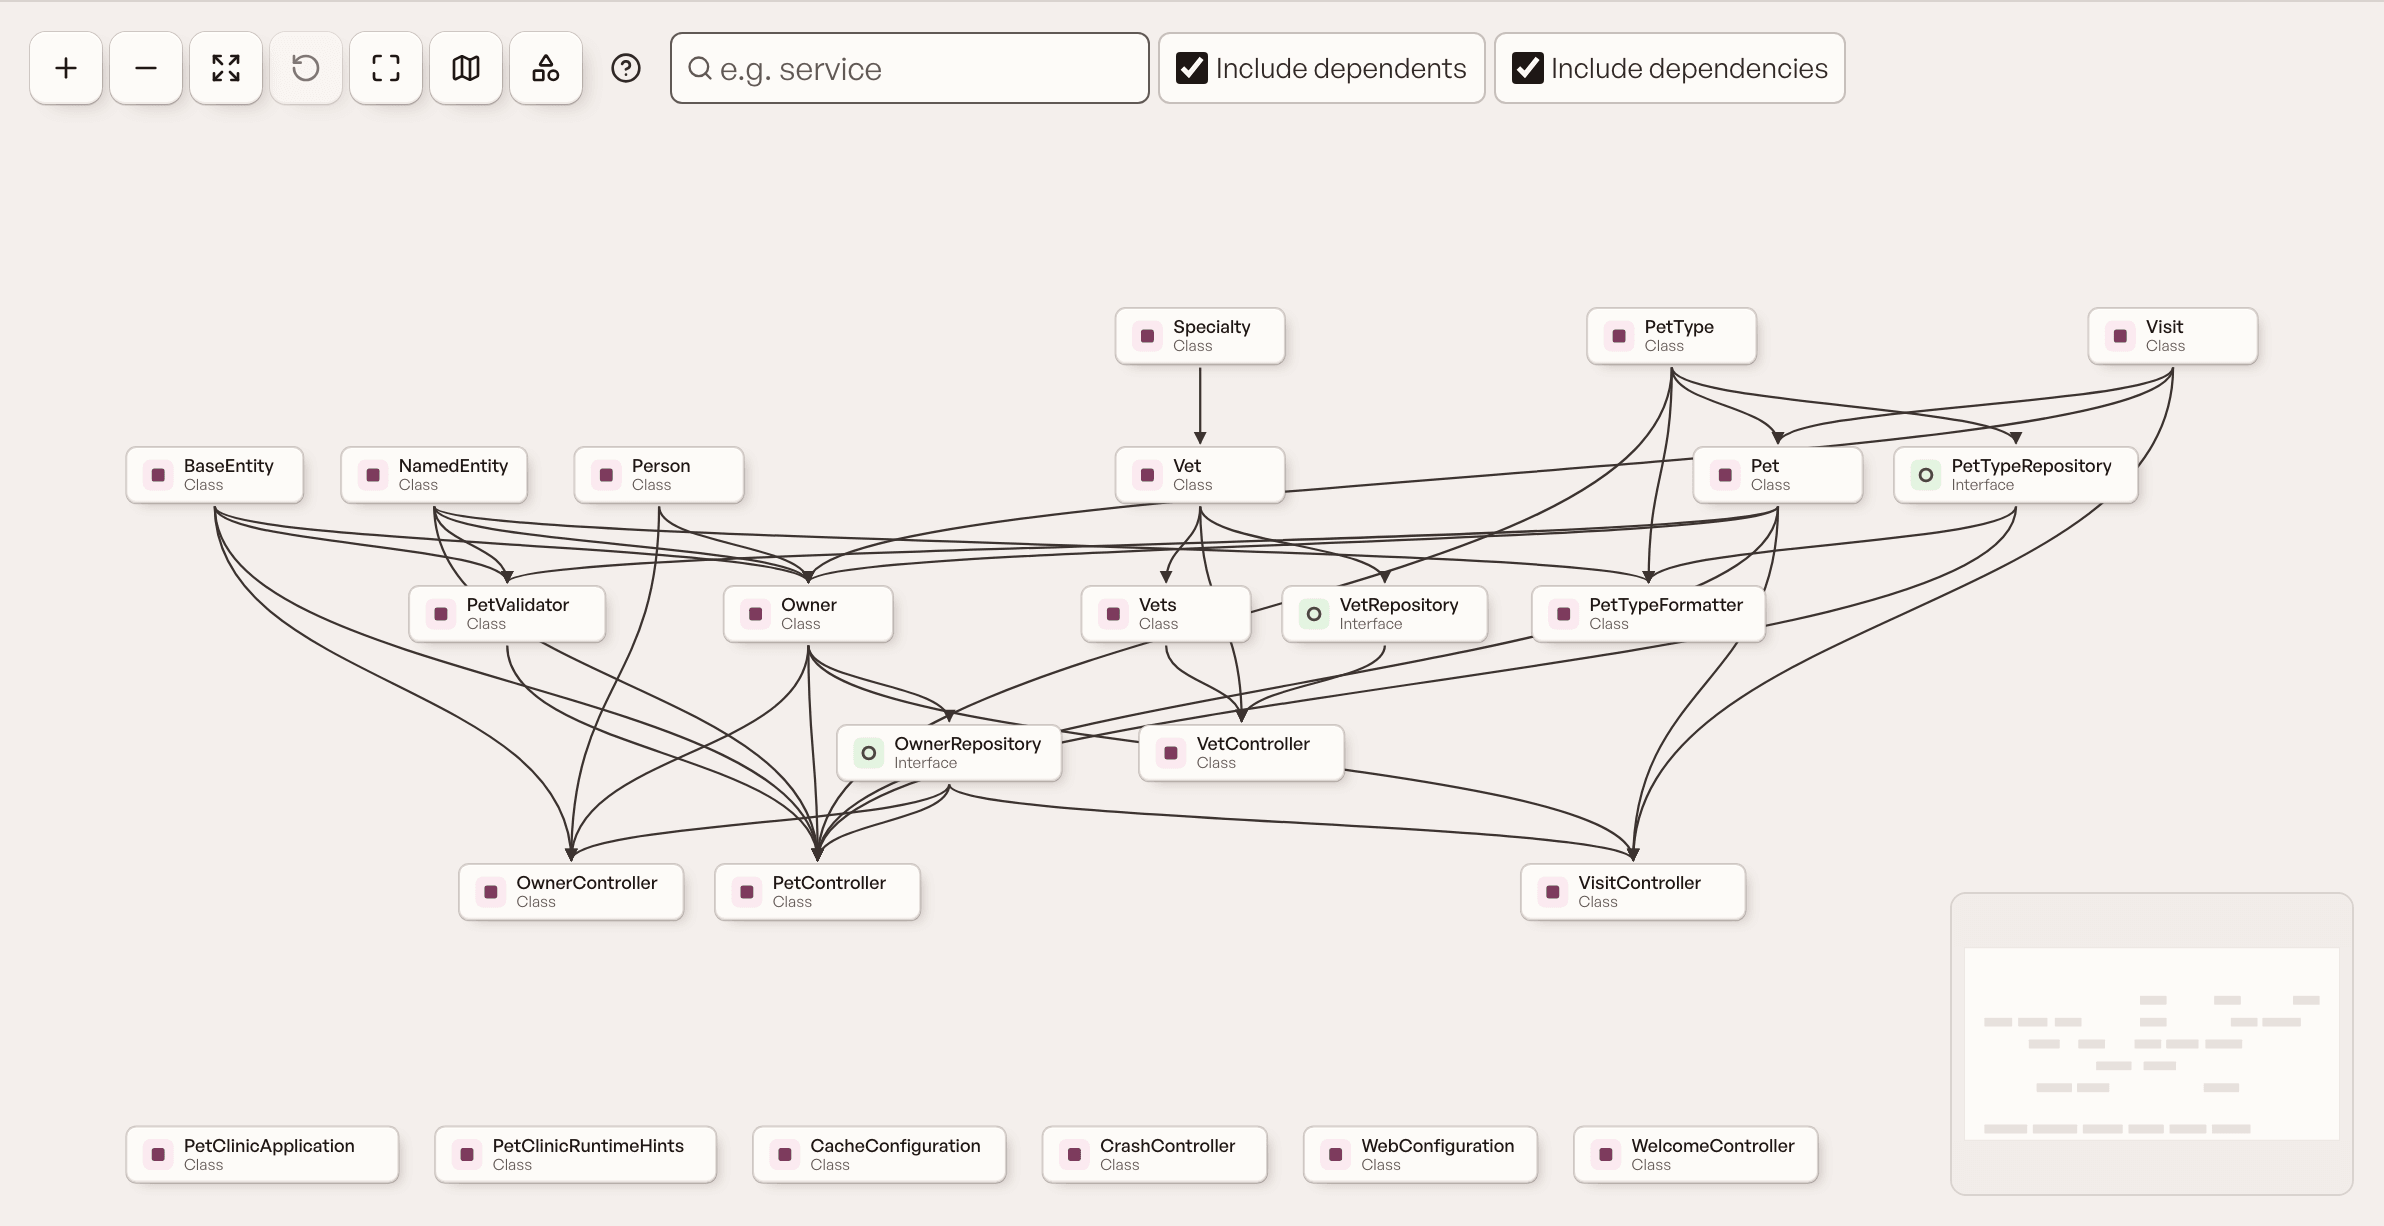 e.g. service
Include dependents
Include dependencies
Specialty
Class
PetType
Class
Visit
Class
BaseEntity
Class
NamedEntity
Class
Person
Class
Vet
Class
Pet
Class
PetTypeRepository
Interface
PetValidator
Class
Owner
Class
Vets
Class
VetRepository
Interface
PetTypeFormatter
Class
OwnerRepository
Interface
VetController
Class
OwnerController
Class
PetController
Class
VisitController
Class
PetClinicApplication
Class
PetClinicRuntimeHints
Class
CacheConfiguration
Class
CrashController
Class
WebConfiguration
Class
WelcomeController
Class